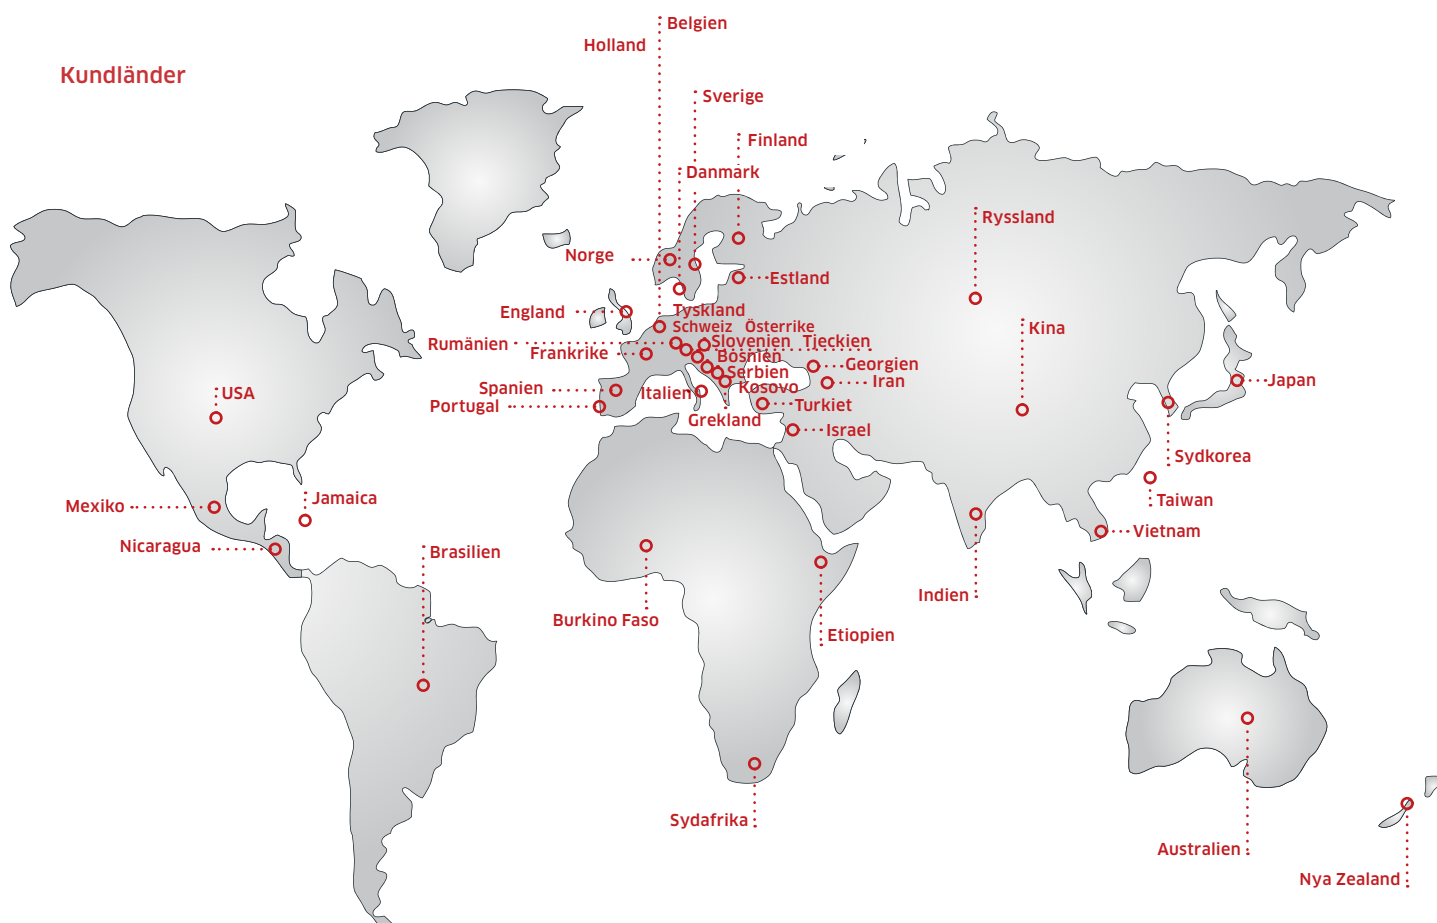 Belgien
Holland
Kundländer
Sverige
Finland
Danmark
Ryssland
Norge
Estland
England
Tyskland
Schweiz Österrike
Kina
Rumänien
Slovenien Tjeckien
Frankrike
Bosnien
Georgien
Serbien
Iran
Japan
Spanien
Kosovo
USA
Italien
Portugal
Turkiet
Grekland
Israel
Sydkorea
Jamaica
Taiwan
Mexiko
Vietnam
Nicaragua
Brasilien
Indien
Burkino Faso
Etiopien
Sydafrika
Australien
Nya Zealand